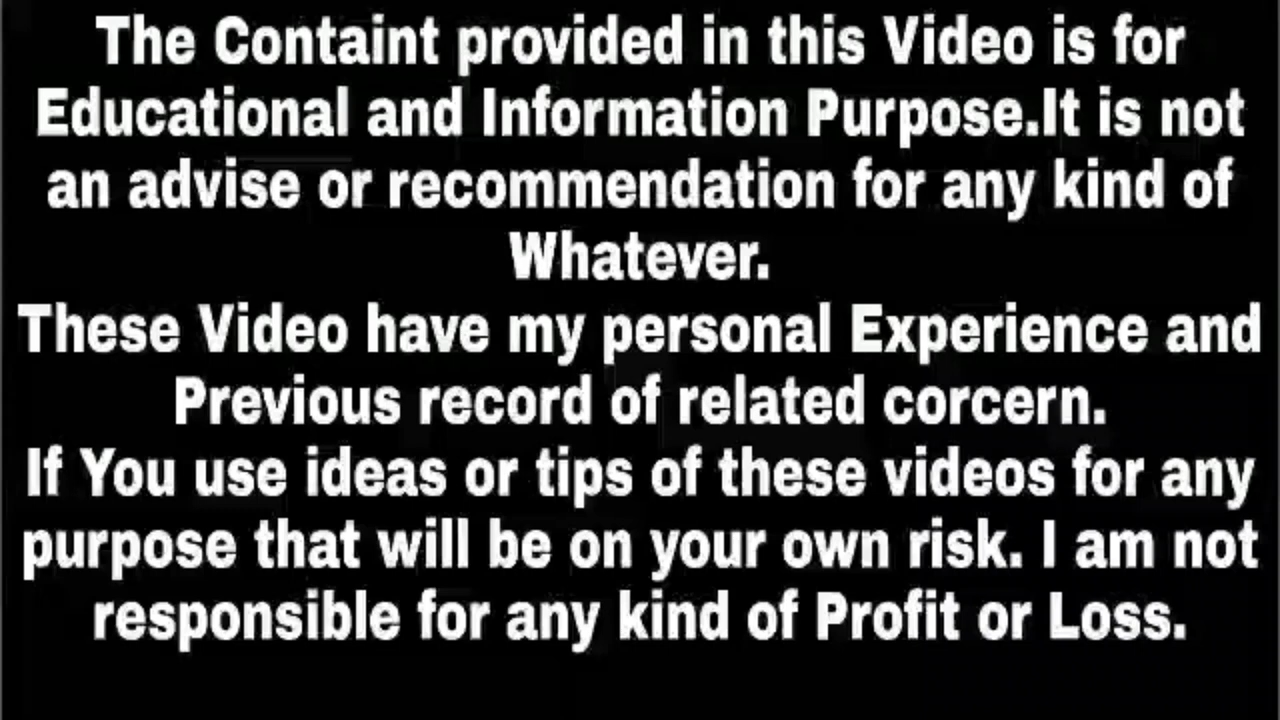 The Containt provided in this Video is for
Educational and Information Purpose.It is not
an advise or recommendation for any kind of
Whatever.
These Video have my personal Experience and
Previous record of related corcern.
If You use ideas or tips of these videos for any
purpose that will be on your own risk. I am not
responsible for any kind of Profit or Loss.